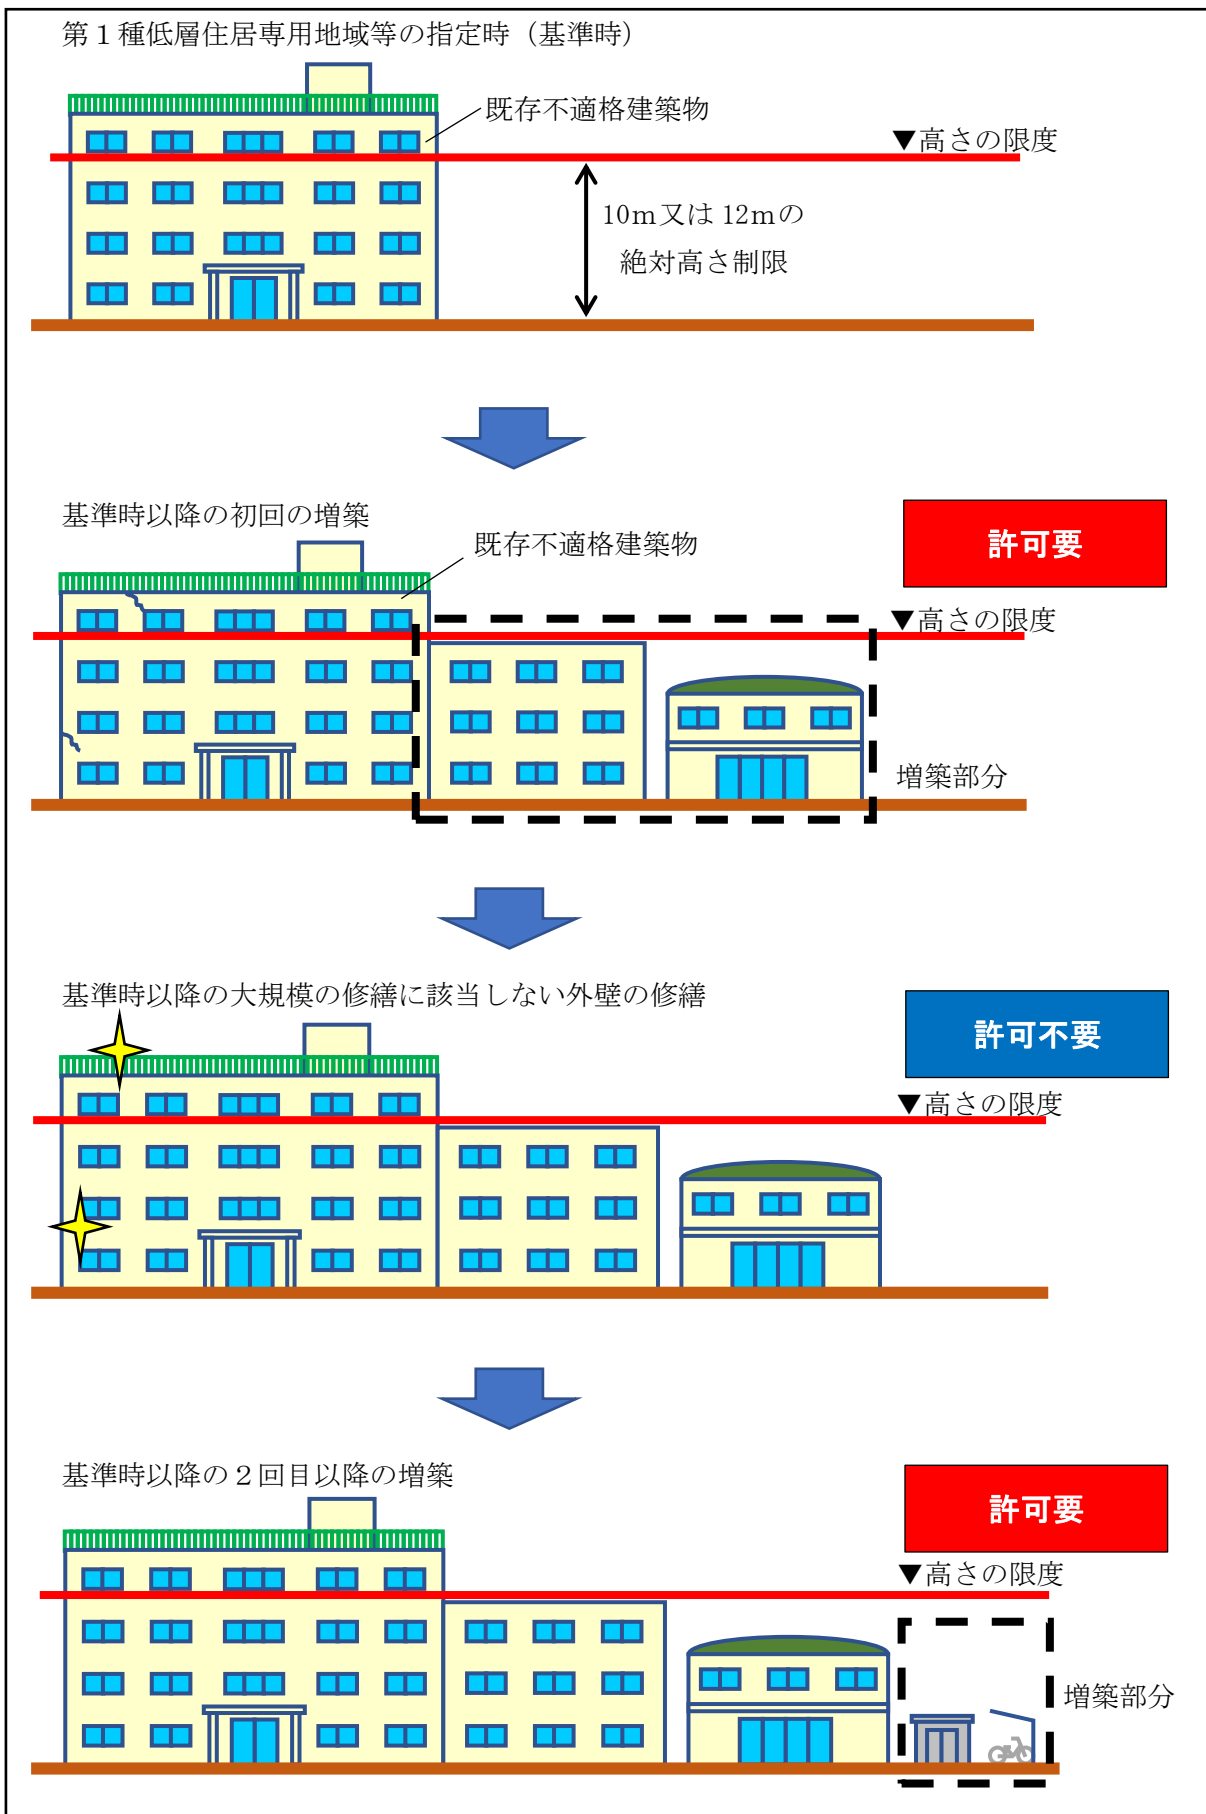 第１種低層住居専用地域等の指定時（基準時）
既存不適格建築物
▼高さの限度
10m又は 12mの
絶対高さ制限
基準時以降の初回の増築
許可要
既存不適格建築物
▼高さの限度
増築部分
基準時以降の大規模の修繕に該当しない外壁の修繕
許可不要
▼高さの限度
基準時以降の２回目以降の増築
許可要
▼高さの限度
増築部分